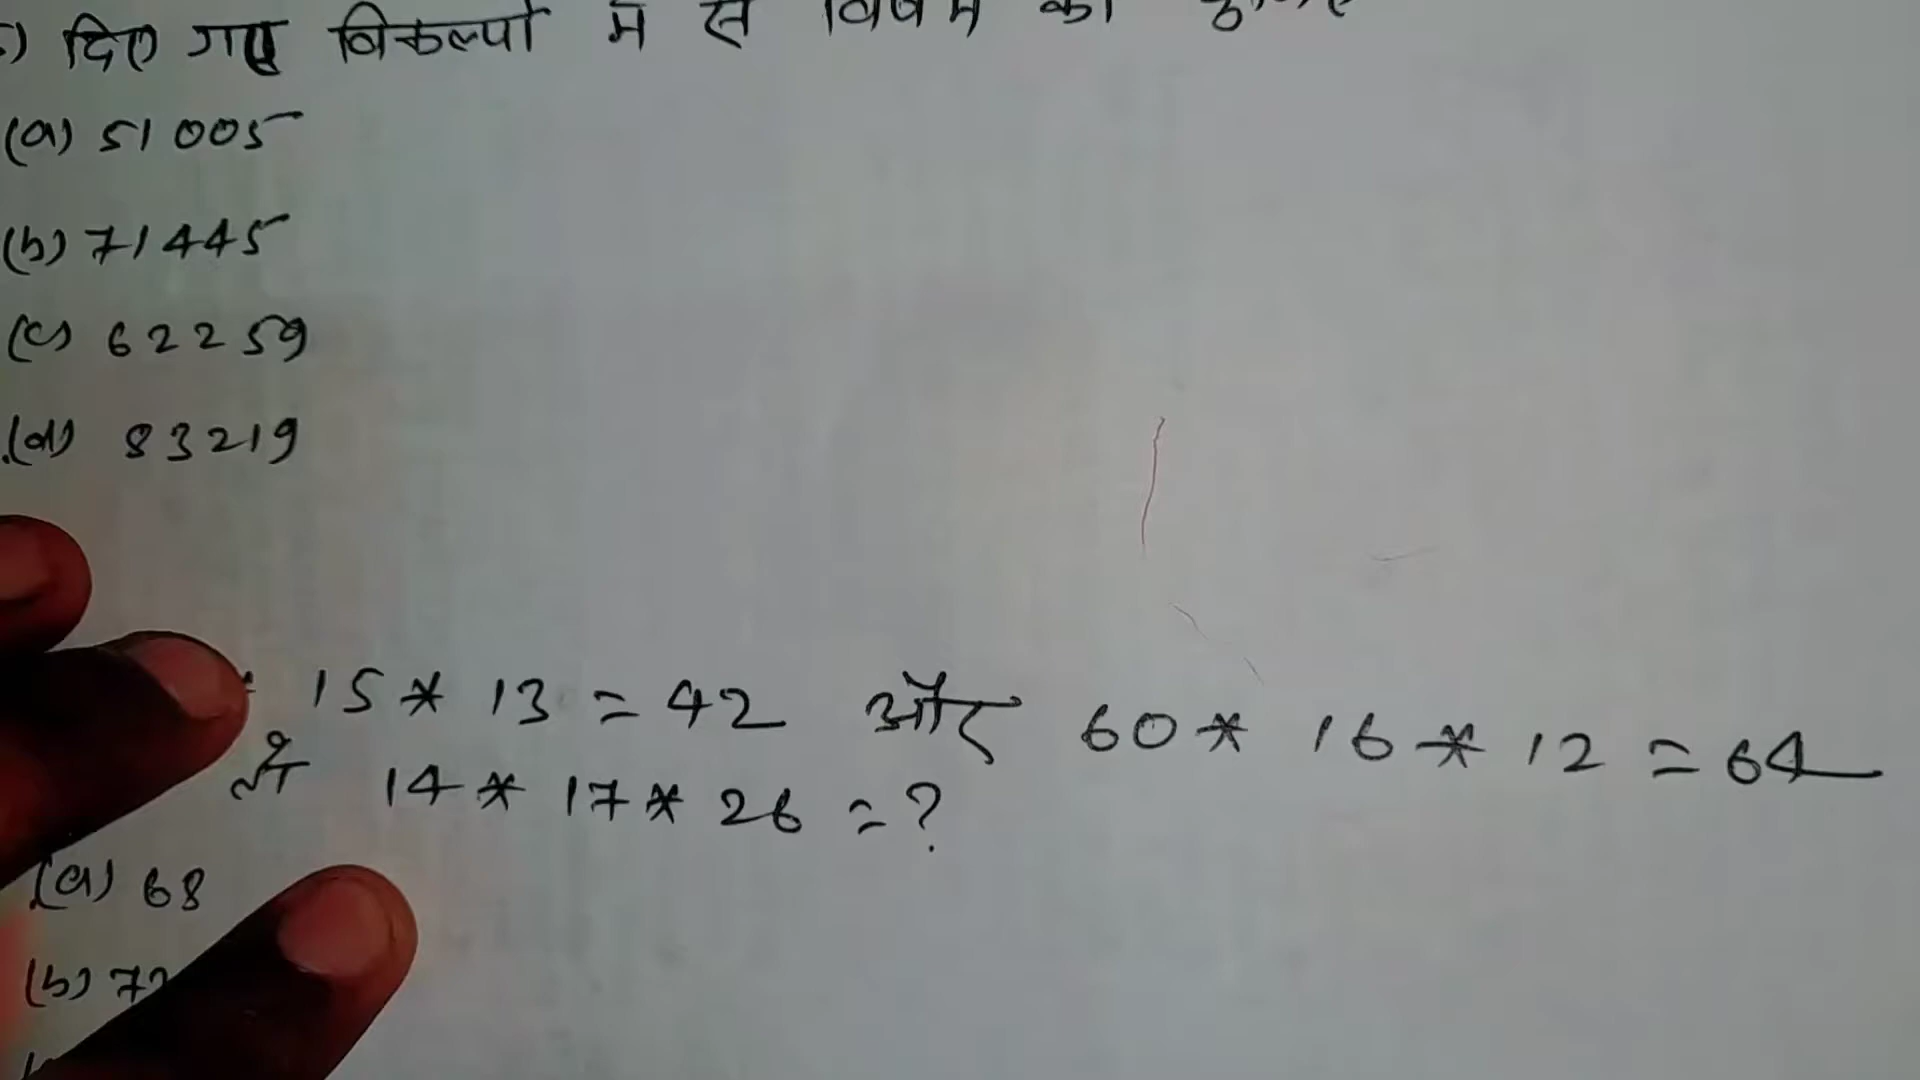 दिए गए विकल्पों में से विषम को
(a) 51005
(b) 71445
(c) 62259
(d) 83219
15 * 13 = 42 और 60 * 16 * 12 = 64
14 * 17 * 26 = ?
(a) 68
(b) 72